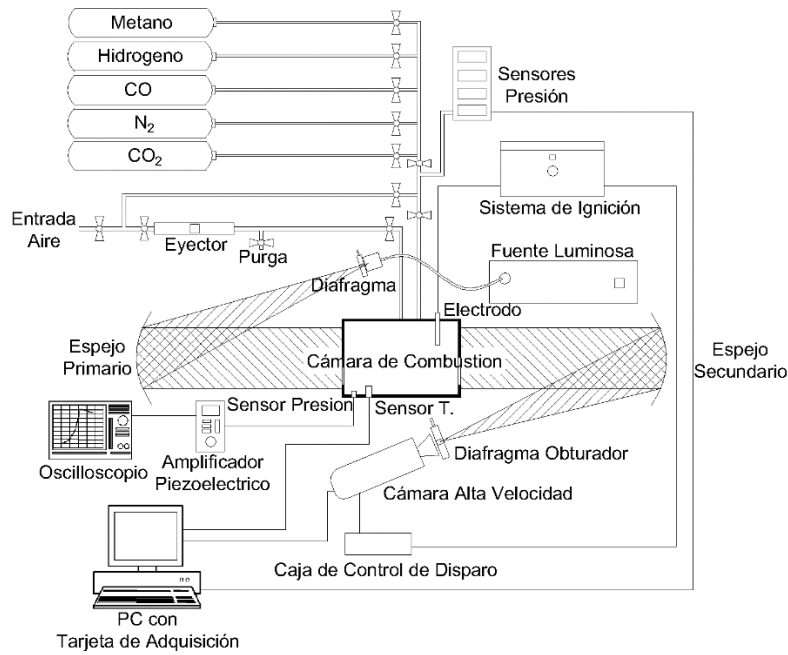 Metano
Hidrogeno
CO
N₂
CO₂
Sensores
Presión
Sistema de Ignición
Entrada
Aire
Eyector
Purga
Fuente Luminosa
Diafragma
Electrodo
Espejo
Primario
Cámara de Combustion
Espejo
Secundario
Sensor Presion
Sensor T.
Oscilloscopio
Amplificador
Piezoelectrico
Diafragma Obturador
Cámara Alta Velocidad
Caja de Control de Disparo
PC con
Tarjeta de Adquisición